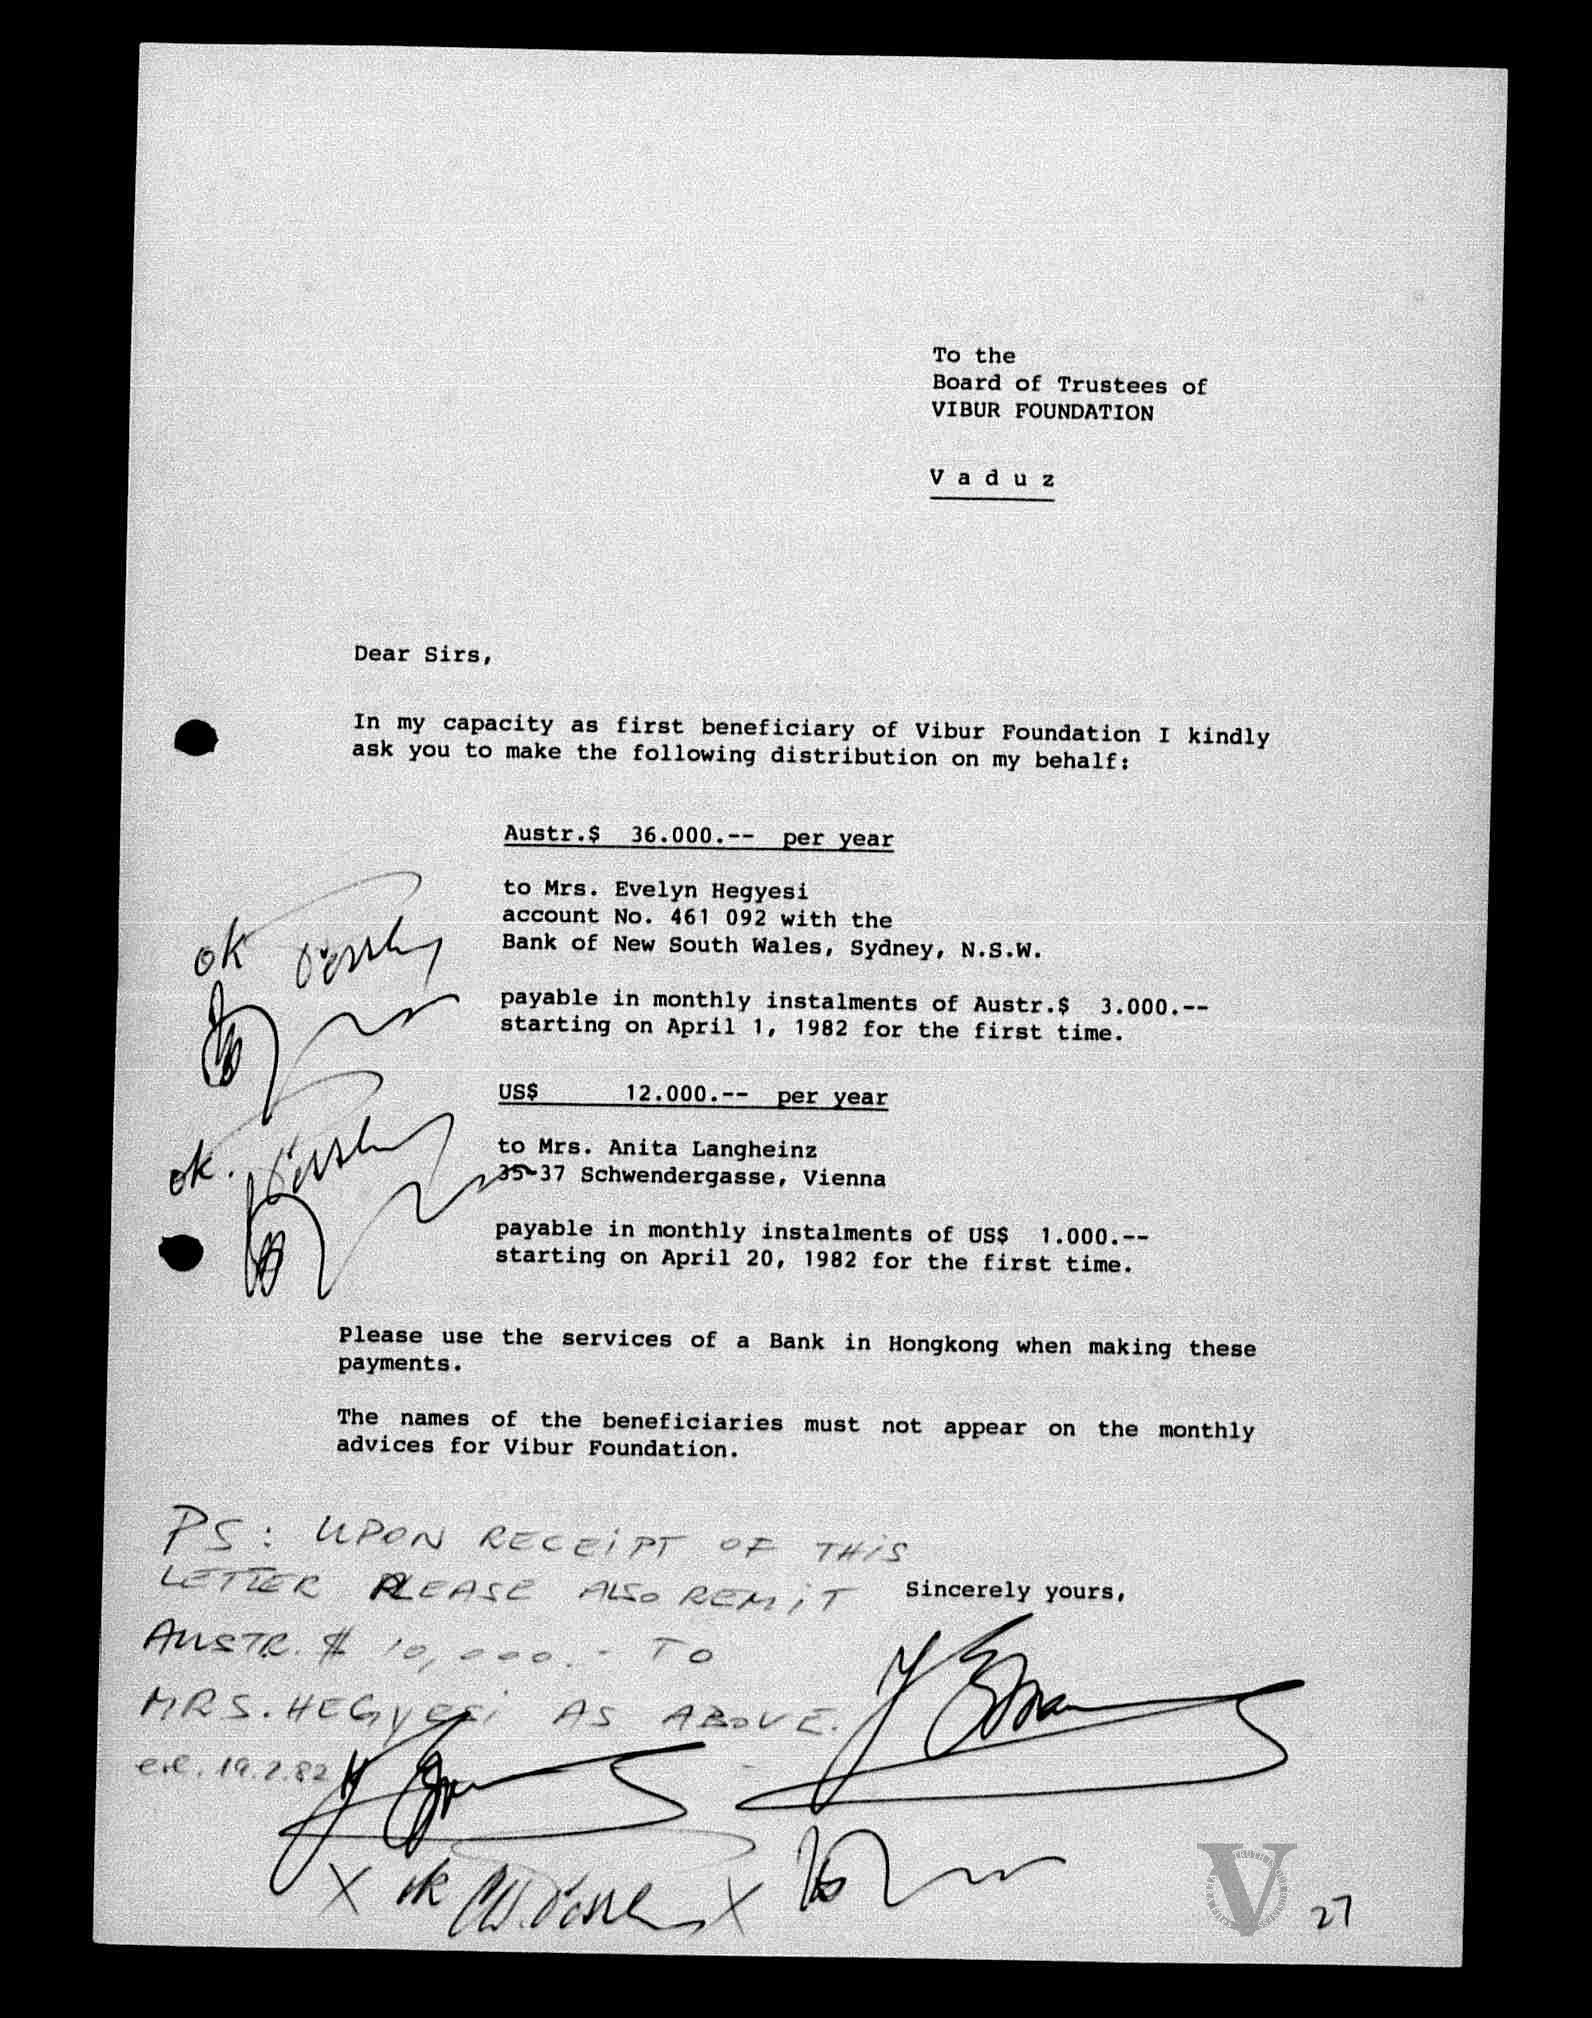 To the
Board of Trustees of
VIBUR FOUNDATION
V a d u z
Dear Sirs,
In my capacity as first beneficiary of Vibur Foundation I kindly
ask you to make the following distribution on my behalf:
Austr.$ 36.000.-- per year
to Mrs. Evelyn Hegyesi
account No. 461 092 with the
Bank of New South Wales, Sydney, N.S.W.
ok
payable in monthly instalments of Austr.$ 3.000.--
starting on April 1, 1982 for the first time.
US$ 12.000.-- per year
to Mrs. Anita Langheinz
35-37 Schwendergasse, Vienna
ok.
payable in monthly instalments of US$ 1.000.--
starting on April 20, 1982 for the first time.
Please use the services of a Bank in Hongkong when making these
payments.
The names of the beneficiaries must not appear on the monthly
advices for Vibur Foundation.
PS: UPON RECEIPT OF THIS
LETTER PLEASE ALSO REMIT
AUSTR. $ 10,000.- TO
MRS. HEGYESI AS ABOVE.
19.2.82
Sincerely yours,
X ok X
V
27